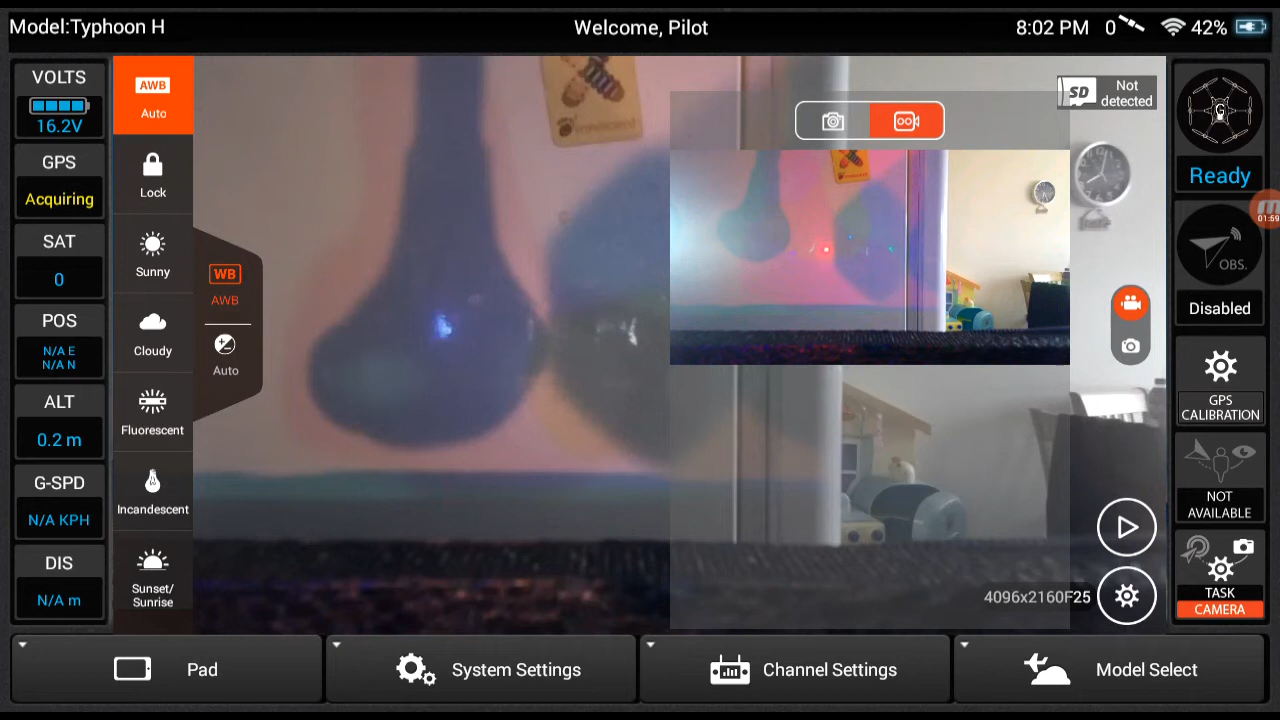 Model:Typhoon H
Welcome, Pilot
8:02 PM
0
42%
VOLTS
16.2V
GPS
Acquiring
SAT
0
POS
N/A E
N/A N
ALT
0.2 m
G-SPD
N/A KPH
DIS
N/A m
AWB
Auto
Lock
Sunny
Cloudy
Fluorescent
Incandescent
Sunset/
Sunrise
WB
AWB
Auto
SD
Not
detected
4096x2160F25
G
Ready
01:59
OBS.
Disabled
GPS
CALIBRATION
NOT
AVAILABLE
TASK
CAMERA
Pad
System Settings
Channel Settings
Model Select